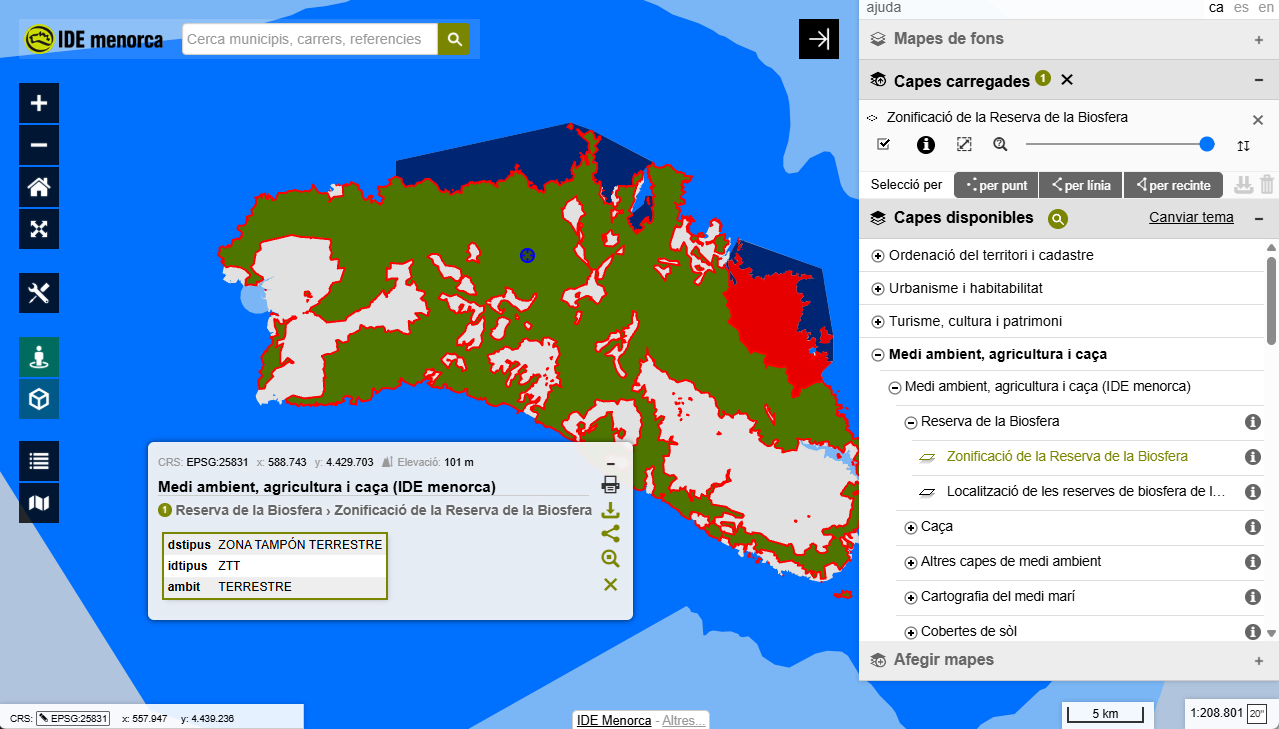 IDE menorca
Cerca municipis, carrers, referencies
ajuda
ca es en
Mapes de fons
Capes carregades 1
Zonificació de la Reserva de la Biosfera
Selecció per
per punt
per línia
per recinte
Capes disponibles
Canviar tema
Ordenació del territori i cadastre
Urbanisme i habitabilitat
Turisme, cultura i patrimoni
Medi ambient, agricultura i caça
Medi ambient, agricultura i caça (IDE menorca)
Reserva de la Biosfera
Zonificació de la Reserva de la Biosfera
Localització de les reserves de biosfera de l...
Caça
Altres capes de medi ambient
Cartografia del medi marí
Cobertes de sòl
Afegir mapes
CRS: EPSG:25831 x: 588.743 y: 4.429.703 Elevació: 101 m
Medi ambient, agricultura i caça (IDE menorca)
1 Reserva de la Biosfera › Zonificació de la Reserva de la Biosfera
dstipus ZONA TAMPÓN TERRESTRE
idtipus ZTT
ambit TERRESTRE
CRS: EPSG:25831 x: 557.947 y: 4.439.236
IDE Menorca - Altres...
5 km
1:208.801 20"